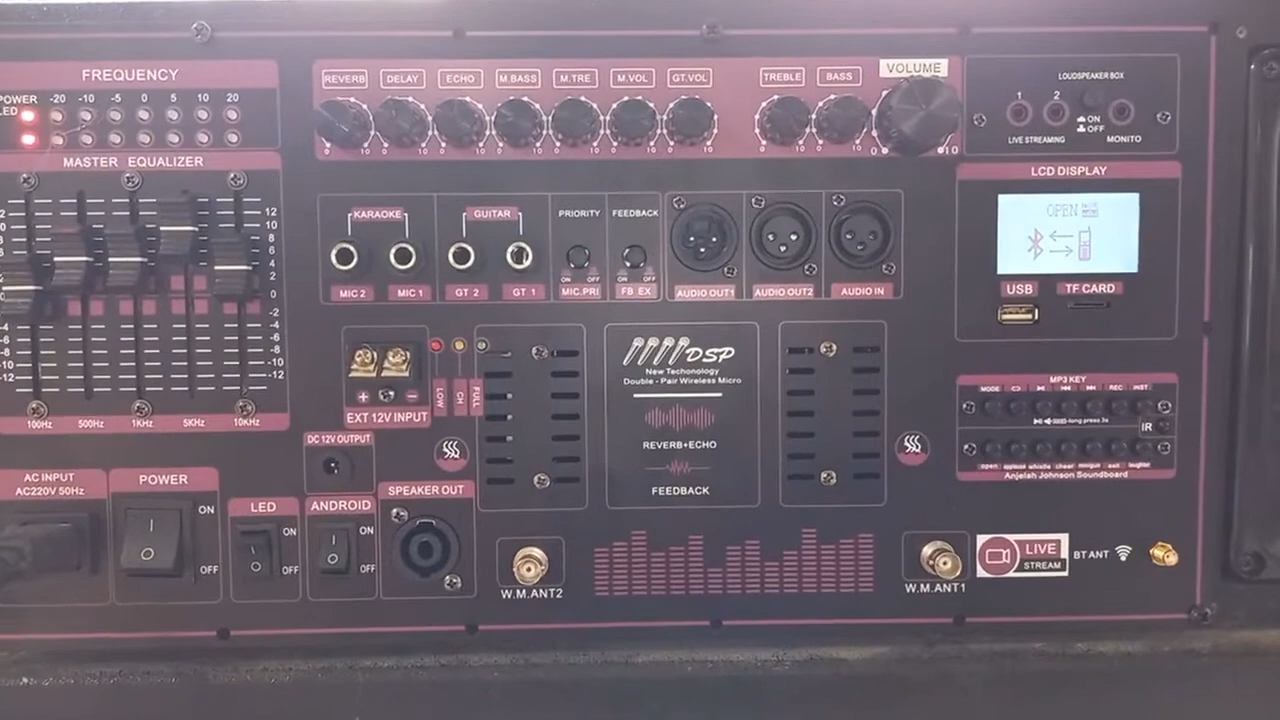 FREQUENCY
POWER LED -20 -10 -5 0 5 10 20
MASTER EQUALIZER
12
10
8
6
4
2
0
-2
-4
-6
-8
-10
-12
100Hz 500Hz 1KHz 5KHz 10KHz
REVERB DELAY ECHO M.BASS M.TRE M.VOL GT.VOL TREBLE BASS VOLUME
0 10 0 10 0 10 0 10 0 10 0 10 0 10 0 10 0 10 0 10
LOUDSPEAKER BOX
1 2
ON
OFF
LIVE STREAMING MONITO
KARAOKE GUITAR PRIORITY FEEDBACK
ON OFF ON OFF
MIC 2 MIC 1 GT 2 GT 1 MIC.PRI FB EX AUDIO OUT1 AUDIO OUT2 AUDIO IN
LCD DISPLAY
OPEN
USB TF CARD
EXT 12V INPUT
LOW CH FULL
DSP
New Techonology
Double - Pair Wireless Micro
REVERB+ECHO
FEEDBACK
MP3 KEY
MODE REC INST
long press 3s
IR
open applause whistle cheer minigun exit laughter
Anjelah Johnson Soundboard
DC 12V OUTPUT
AC INPUT
AC220V 50Hz
POWER
ON
OFF
LED
ON
OFF
ANDROID
ON
OFF
SPEAKER OUT
W.M.ANT2
W.M.ANT1
LIVE
STREAM
BT ANT